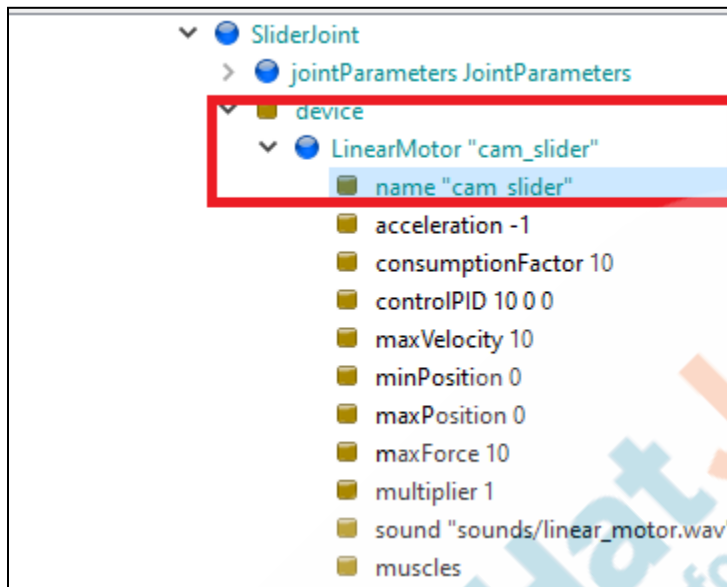 SliderJoint
jointParameters JointParameters
device
LinearMotor "cam_slider"
name "cam_slider"
acceleration -1
consumptionFactor 10
controlPID 10 0 0
maxVelocity 10
minPosition 0
maxPosition 0
maxForce 10
multiplier 1
sound "sounds/linear_motor.wav"
muscles